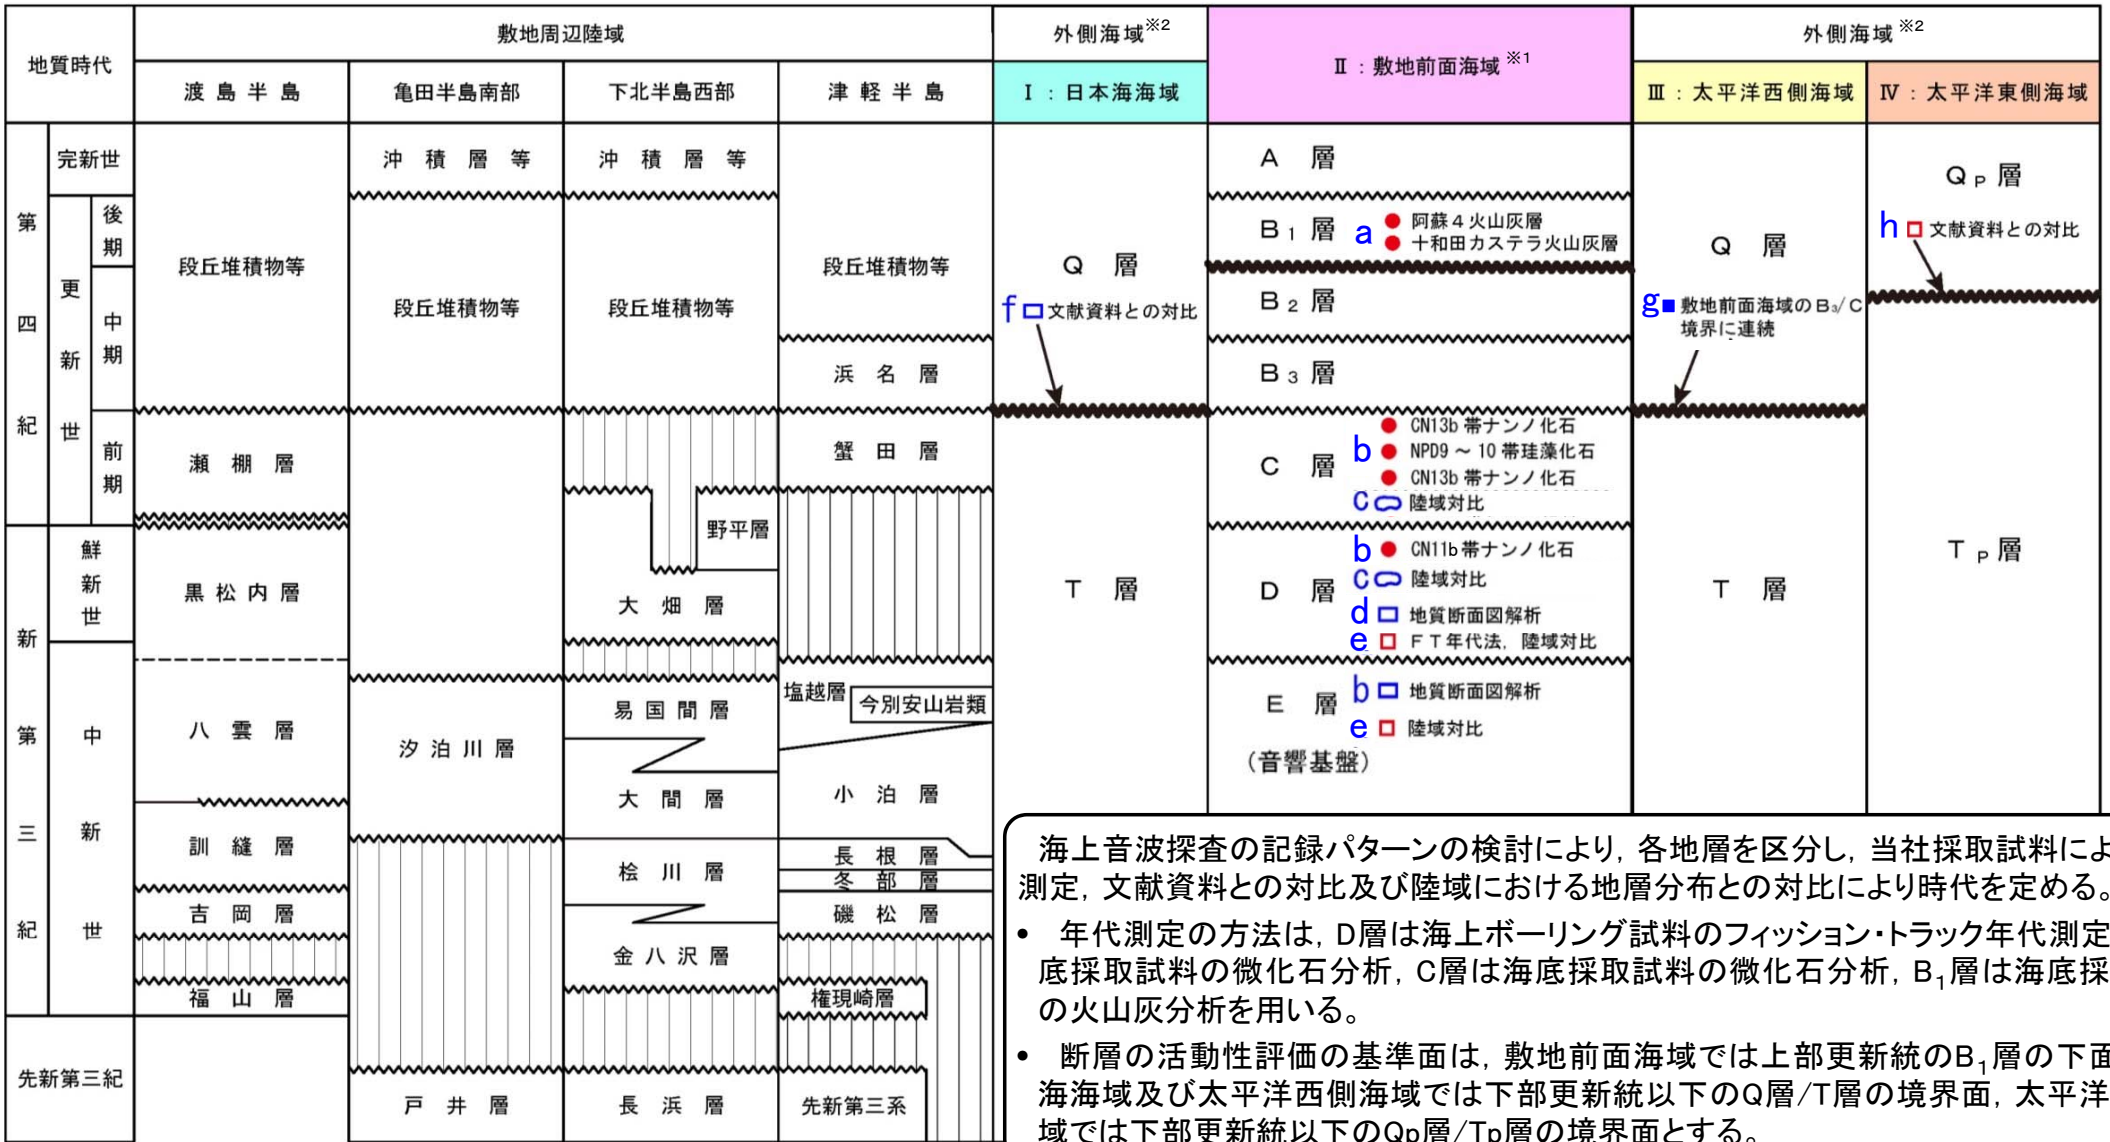 地質時代
敷地周辺陸域
外側海域※2
Ⅱ：敷地前面海域※1
外側海域※2
渡島半島
亀田半島南部
下北半島西部
津軽半島
Ⅰ：日本海海域
Ⅲ：太平洋西側海域
Ⅳ：太平洋東側海域
第四紀
完新世
更新世
後期
中期
前期
新第三紀
鮮新世
中新世
先新第三紀
段丘堆積物等
瀬棚層
黒松内層
八雲層
訓縫層
吉岡層
福山層
沖積層等
段丘堆積物等
汐泊川層
戸井層
沖積層等
段丘堆積物等
野平層
大畑層
易国間層
大間層
桧川層
金八沢層
長浜層
段丘堆積物等
浜名層
蟹田層
塩越層
今別安山岩類
小泊層
長根層
冬部層
磯松層
権現崎層
先新第三系
Q層
f 文献資料との対比
T層
A層
B1層
a 阿蘇4火山灰層
十和田カステラ火山灰層
B2層
B3層
C層
CN13b帯ナンノ化石
b NPD9～10帯珪藻化石
CN13b帯ナンノ化石
c 陸域対比
D層
b CN11b帯ナンノ化石
c 陸域対比
d 地質断面図解析
e FT年代法，陸域対比
E層
(音響基盤)
b 地質断面図解析
e 陸域対比
Q層
g■ 敷地前面海域のB3/C
境界に連続
T層
QP層
h 文献資料との対比
TP層
海上音波探査の記録パターンの検討により，各地層を区分し，当社採取試料によ
測定，文献資料との対比及び陸域における地層分布との対比により時代を定める。
• 年代測定の方法は，D層は海上ボーリング試料のフィッション・トラック年代測定
底採取試料の微化石分析，C層は海底採取試料の微化石分析，B1層は海底採
の火山灰分析を用いる。
• 断層の活動性評価の基準面は，敷地前面海域では上部更新統のB1層の下面
海海域及び太平洋西側海域では下部更新統以下のQ層/T層の境界面，太平洋
域では下部更新統以下のQp層/Tp層の境界面とする。